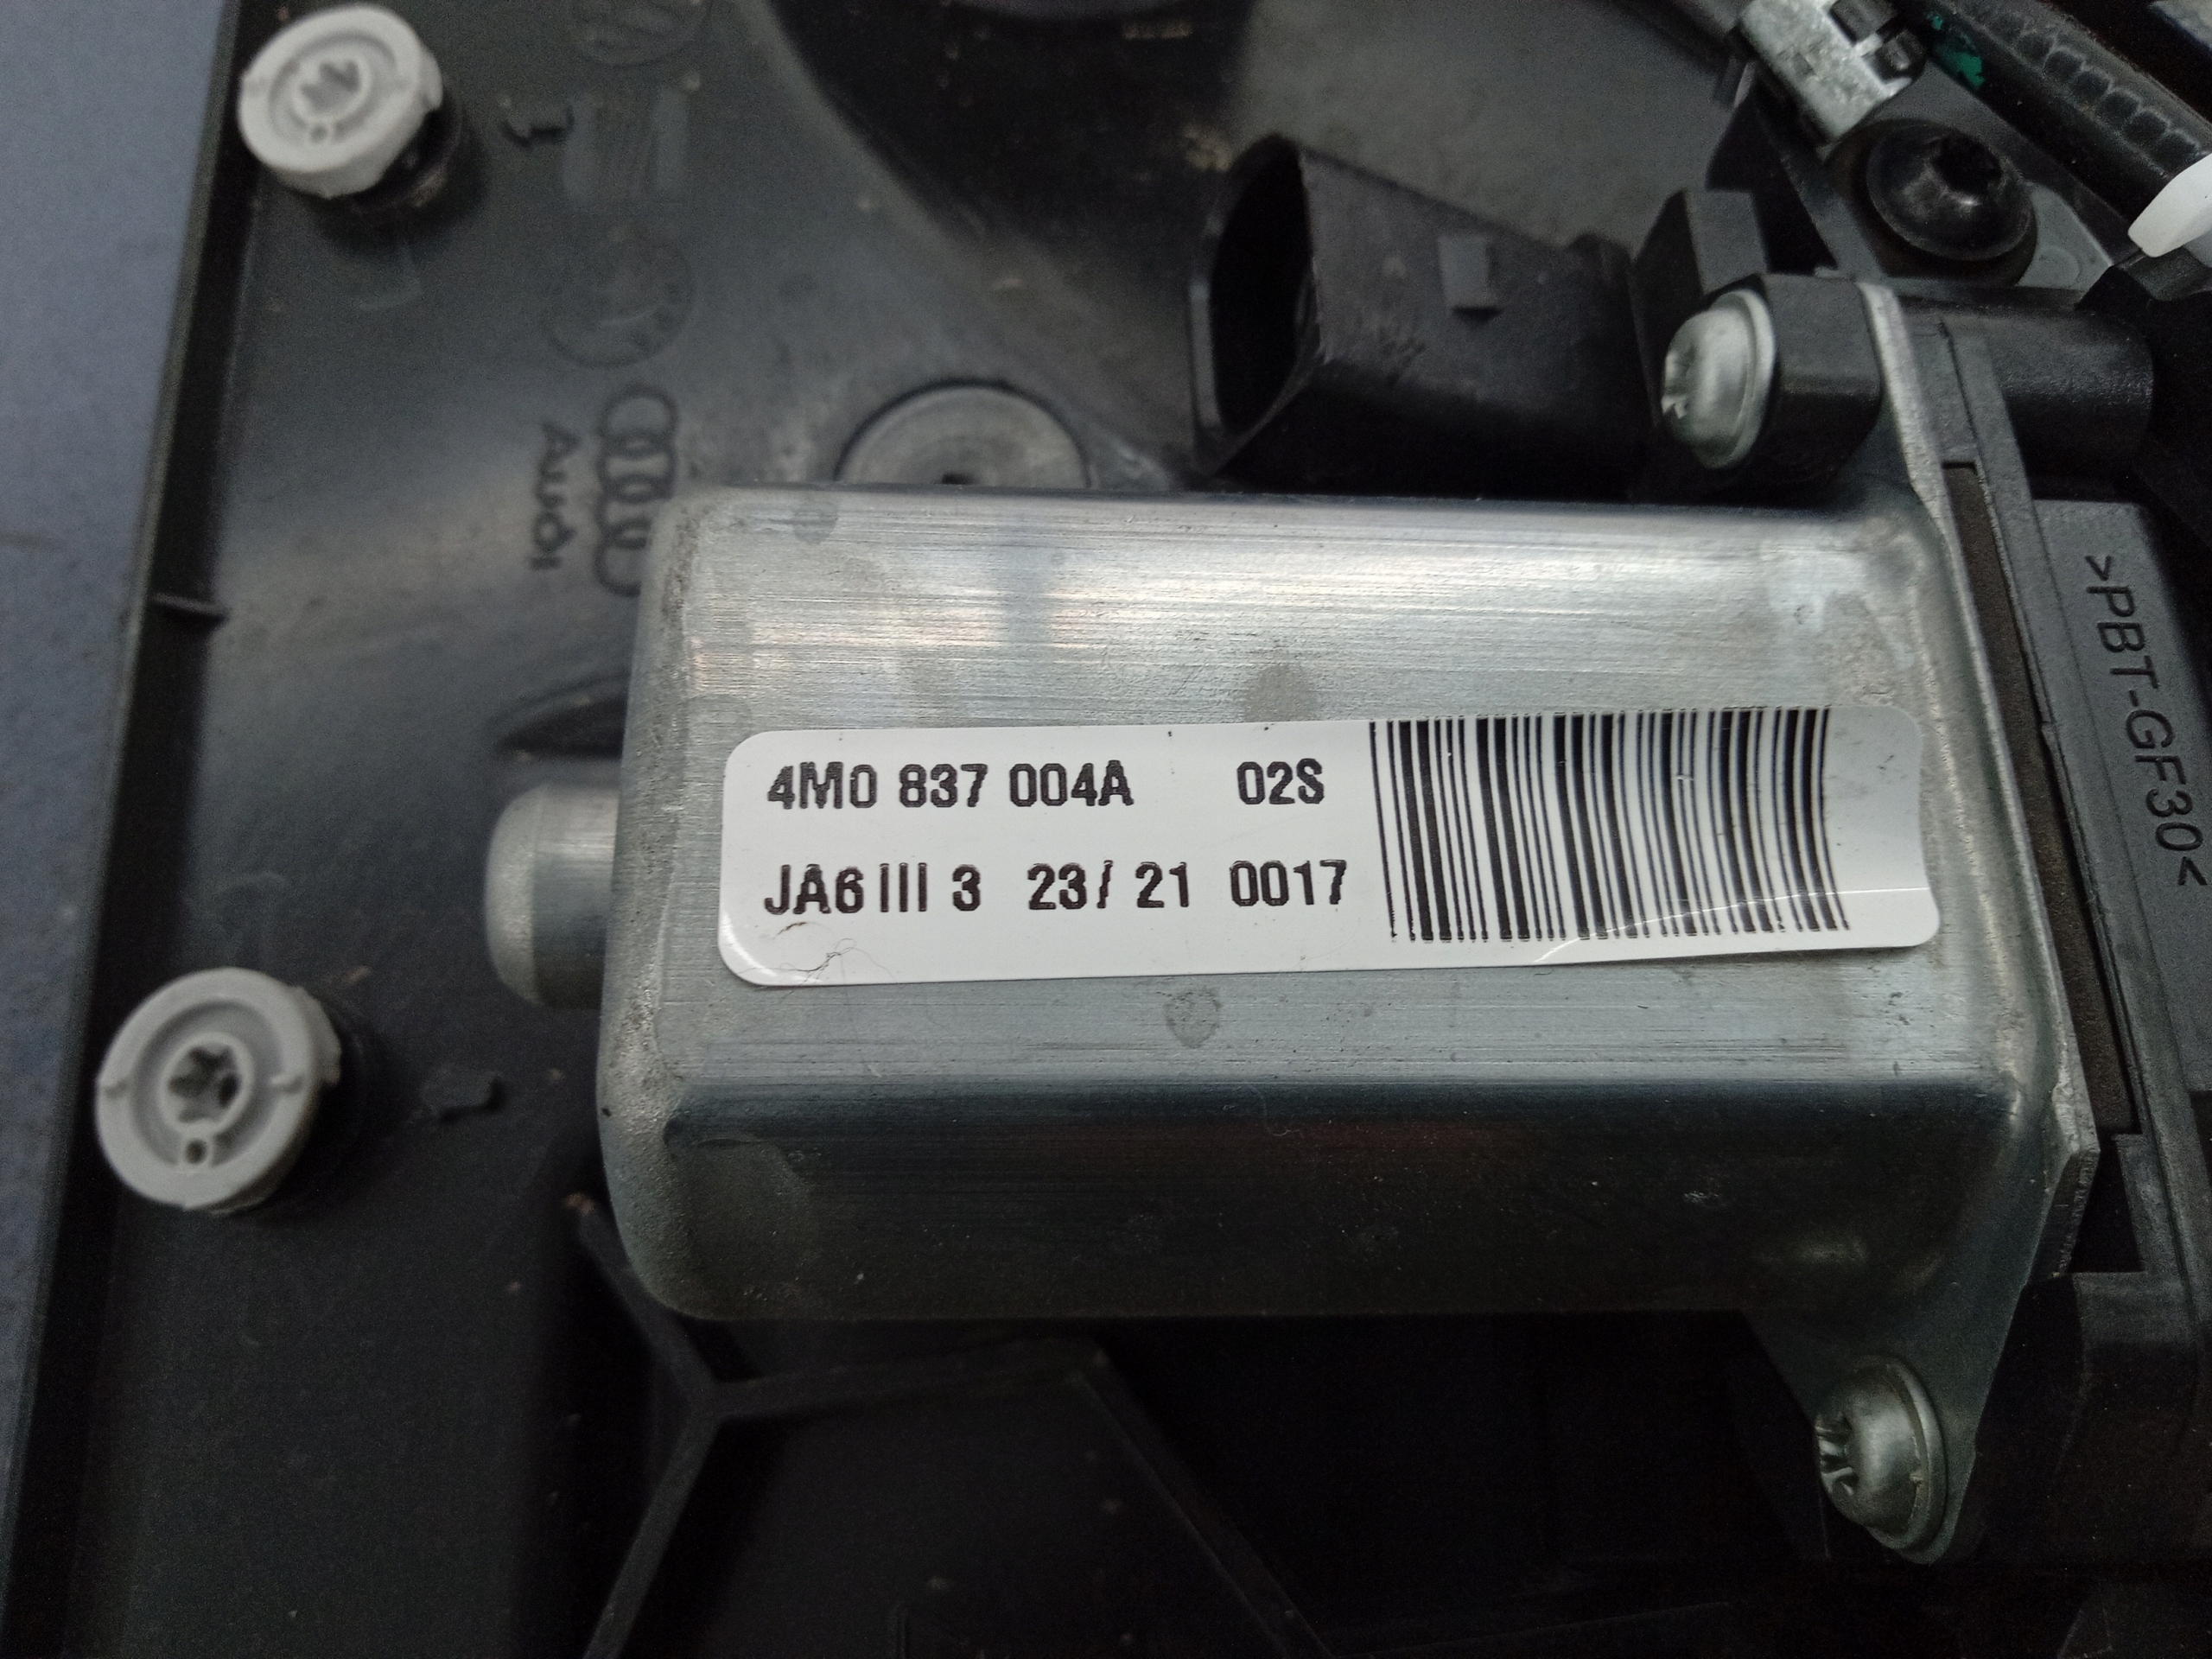 Audi
4M0 837 004A 02S
JA6 III 3 23/ 21 0017
>PBT-GF30<